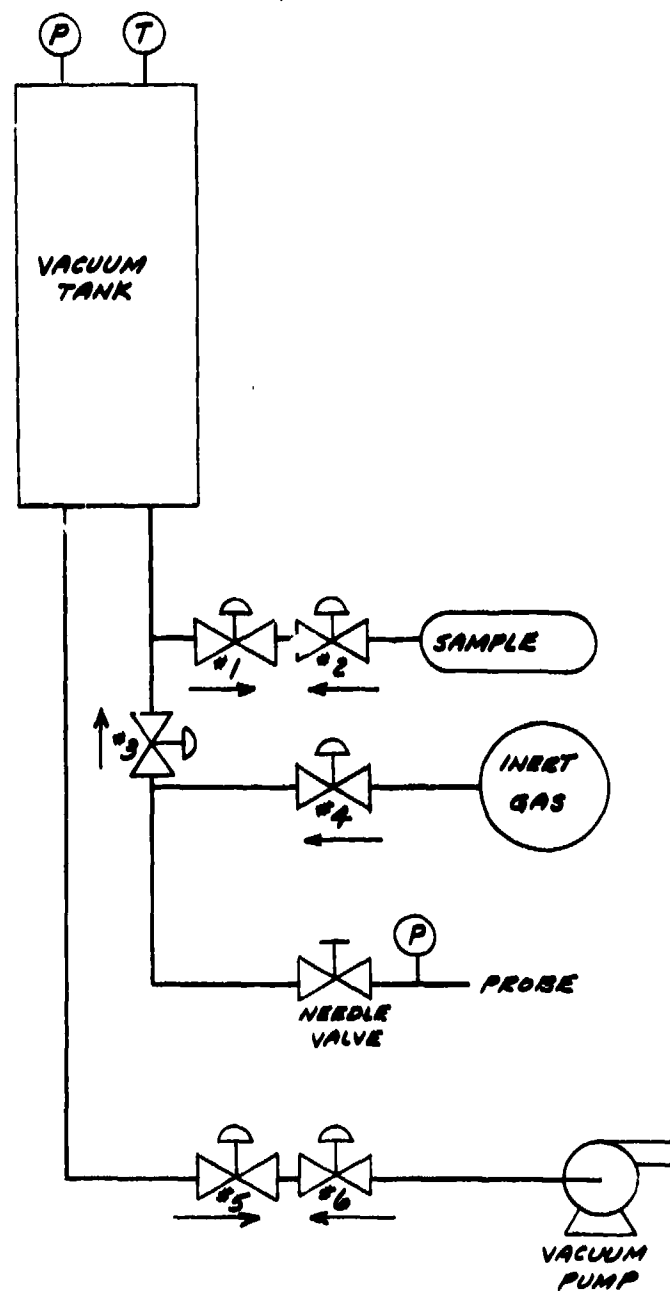 P T
VACUUM
TANK
#1 #2 SAMPLE
#3
INERT
GAS
#4
P
PROBE
NEEDLE
VALVE
#5 #6
VACUUM
PUMP